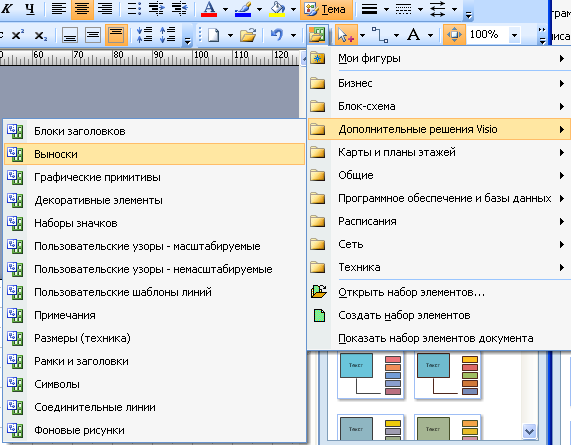 Ж Ч Тема
100%
60 70 80 90 100 110 120
Мои фигуры
Бизнес
Блок-схема
Дополнительные решения Visio
Карты и планы этажей
Общие
Программное обеспечение и базы данных
Расписания
Сеть
Техника
Открыть набор элементов...
Создать набор элементов
Показать набор элементов документа
Блоки заголовков
Выноски
Графические примитивы
Декоративные элементы
Наборы значков
Пользовательские узоры - масштабируемые
Пользовательские узоры - немасштабируемые
Пользовательские шаблоны линий
Примечания
Размеры (техника)
Рамки и заголовки
Символы
Соединительные линии
Фоновые рисунки
Текст Текст
Текст Текст